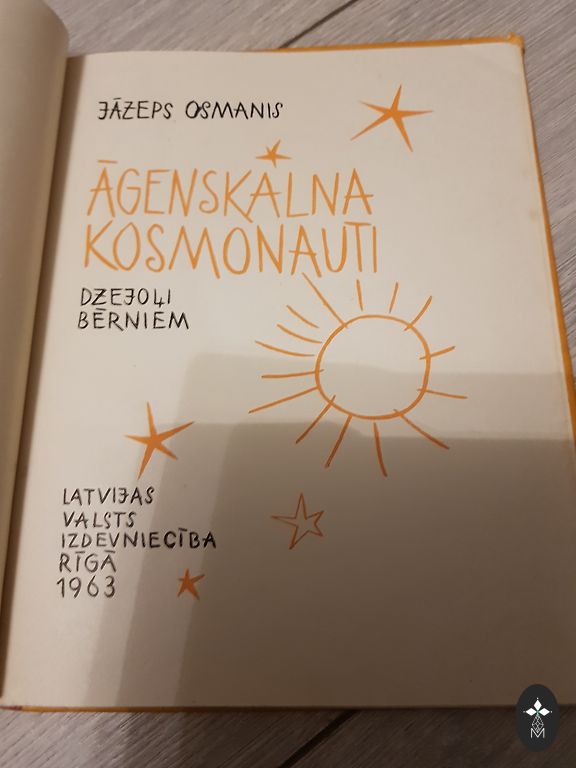 JĀZEPS OSMANIS
ĀGENSKALNA
KOSMONAUTI
DZEJOĻI
BĒRNIEM
LATVIJAS
VALSTS
IZDEVNIECĪBA
RĪGĀ
1963
M